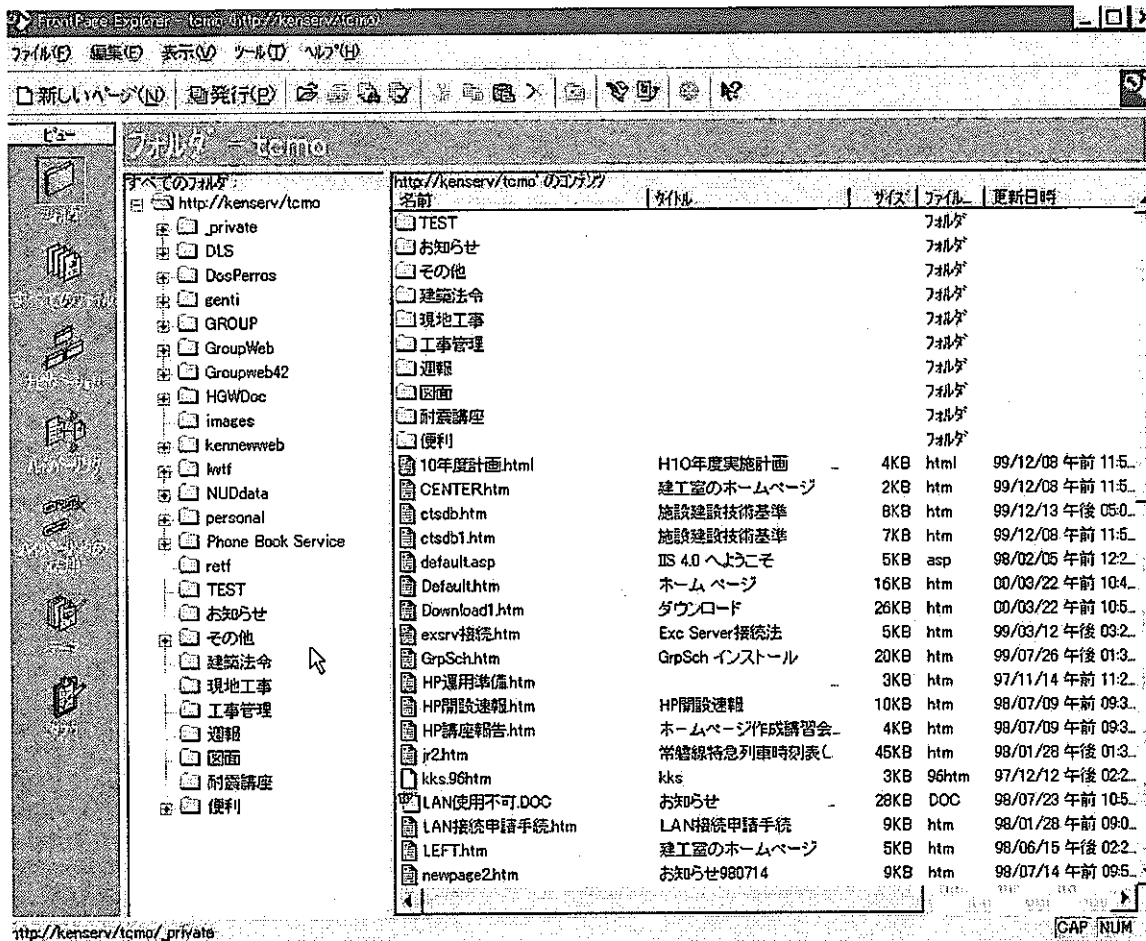 FrontPage Explorer - tcmo (http://kenserv/tcmo)
ファイル(F) 編集(E) 表示(V) ツール(T) ヘルプ(H)
新しいページ(N) 発行(P)
ビュー
フォルダ - tcmo
すべてのフォルダ
http://kenserv/tcmo
_private
DLS
DosPerros
genti
GROUP
GroupWeb
Groupweb42
HGWDoc
images
kennewweb
NUDdata
personal
Phone Book Service
retf
TEST
お知らせ
その他
建築法令
現地工事
工事管理
週報
図面
耐震講座
便利
'http://kenserv/tcmo' のコンテンツ
名前 タイトル サイズ ファイル... 更新日時
TEST フォルダ
お知らせ フォルダ
その他 フォルダ
建築法令 フォルダ
現地工事 フォルダ
工事管理 フォルダ
週報 フォルダ
図面 フォルダ
耐震講座 フォルダ
便利 フォルダ
10年度計画.html H10年度実施計画 ... 4KB html 99/12/08 午前 11:5...
CENTER.htm 建工室のホームページ 2KB htm 99/12/08 午前 11:5...
ctsdb.htm 施設建設技術基準 8KB htm 99/12/13 午後 05:0...
ctsdb1.htm 施設建設技術基準 7KB htm 99/12/08 午前 11:5...
default.asp IIS 4.0 へようこそ 5KB asp 98/02/05 午前 12:2...
Default.htm ホーム ページ 16KB htm 00/03/22 午前 10:4...
Download1.htm ダウンロード 26KB htm 00/03/22 午前 10:5...
exsrv接続.htm Exc Server接続法 5KB htm 99/03/12 午後 03:2...
GrpSch.htm GrpSch インストール 20KB htm 99/07/26 午後 01:3...
HP運用準備.htm ... 3KB htm 97/11/14 午前 11:2...
HP開設速報.htm HP開設速報 10KB htm 98/07/09 午前 09:3...
HP講座報告.htm ホームページ作成講習会... 4KB htm 98/07/09 午前 09:3...
jr2.htm 常磐線特急列車時刻表(... 45KB htm 98/01/28 午後 01:3...
kks.96htm kks 3KB 96htm 97/12/12 午後 02:2...
LAN使用不可.DOC お知らせ ... 28KB DOC 98/07/23 午前 10:5...
LAN接続申請手続.htm LAN接続申請手続 9KB htm 98/01/28 午前 09:0...
LEFT.htm 建工室のホームページ 5KB htm 98/06/15 午後 02:2...
newpage2.htm お知らせ980714 9KB htm 98/07/14 午前 09:5...
http://kenserv/tcmo/_private
CAP NUM